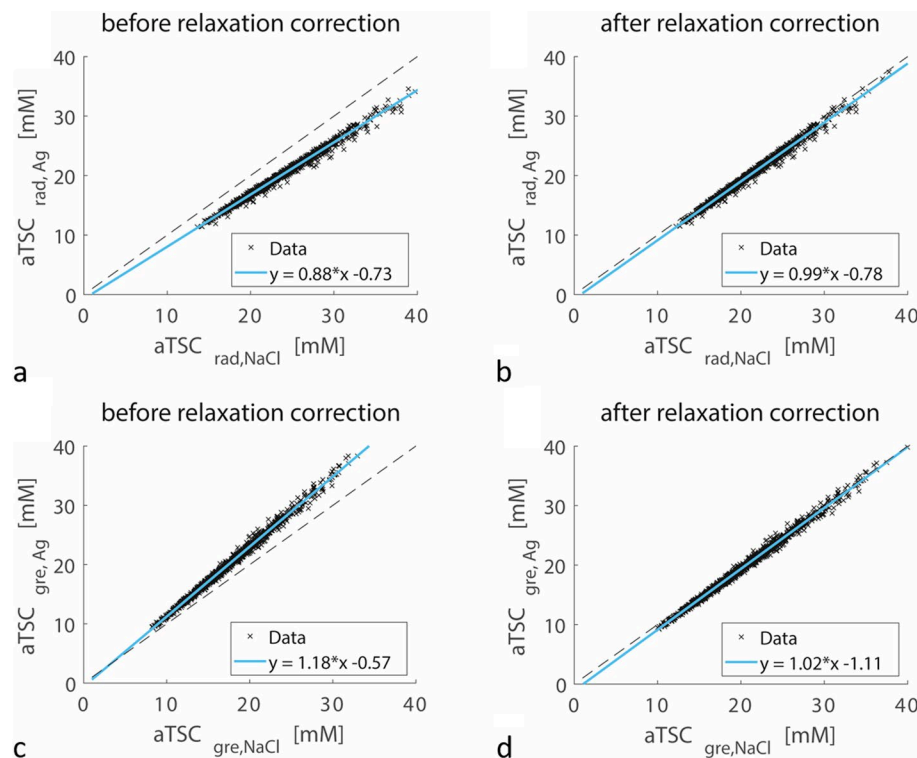 before relaxation correction
40
30
20
10
0
aTSC rad, Ag [mM]
× Data
y = 0.88*x -0.73
0 10 20 30 40
aTSC rad,NaCl [mM]
a
after relaxation correction
40
30
20
10
0
aTSC rad,Ag [mM]
× Data
y = 0.99*x -0.78
0 10 20 30 40
aTSC rad,NaCl [mM]
b
before relaxation correction
40
30
20
10
0
aTSC gre, Ag [mM]
× Data
y = 1.18*x -0.57
0 10 20 30 40
aTSC gre,NaCl [mM]
c
after relaxation correction
40
30
20
10
0
aTSC gre,Ag [mM]
× Data
y = 1.02*x -1.11
0 10 20 30 40
aTSC gre,NaCl [mM]
d